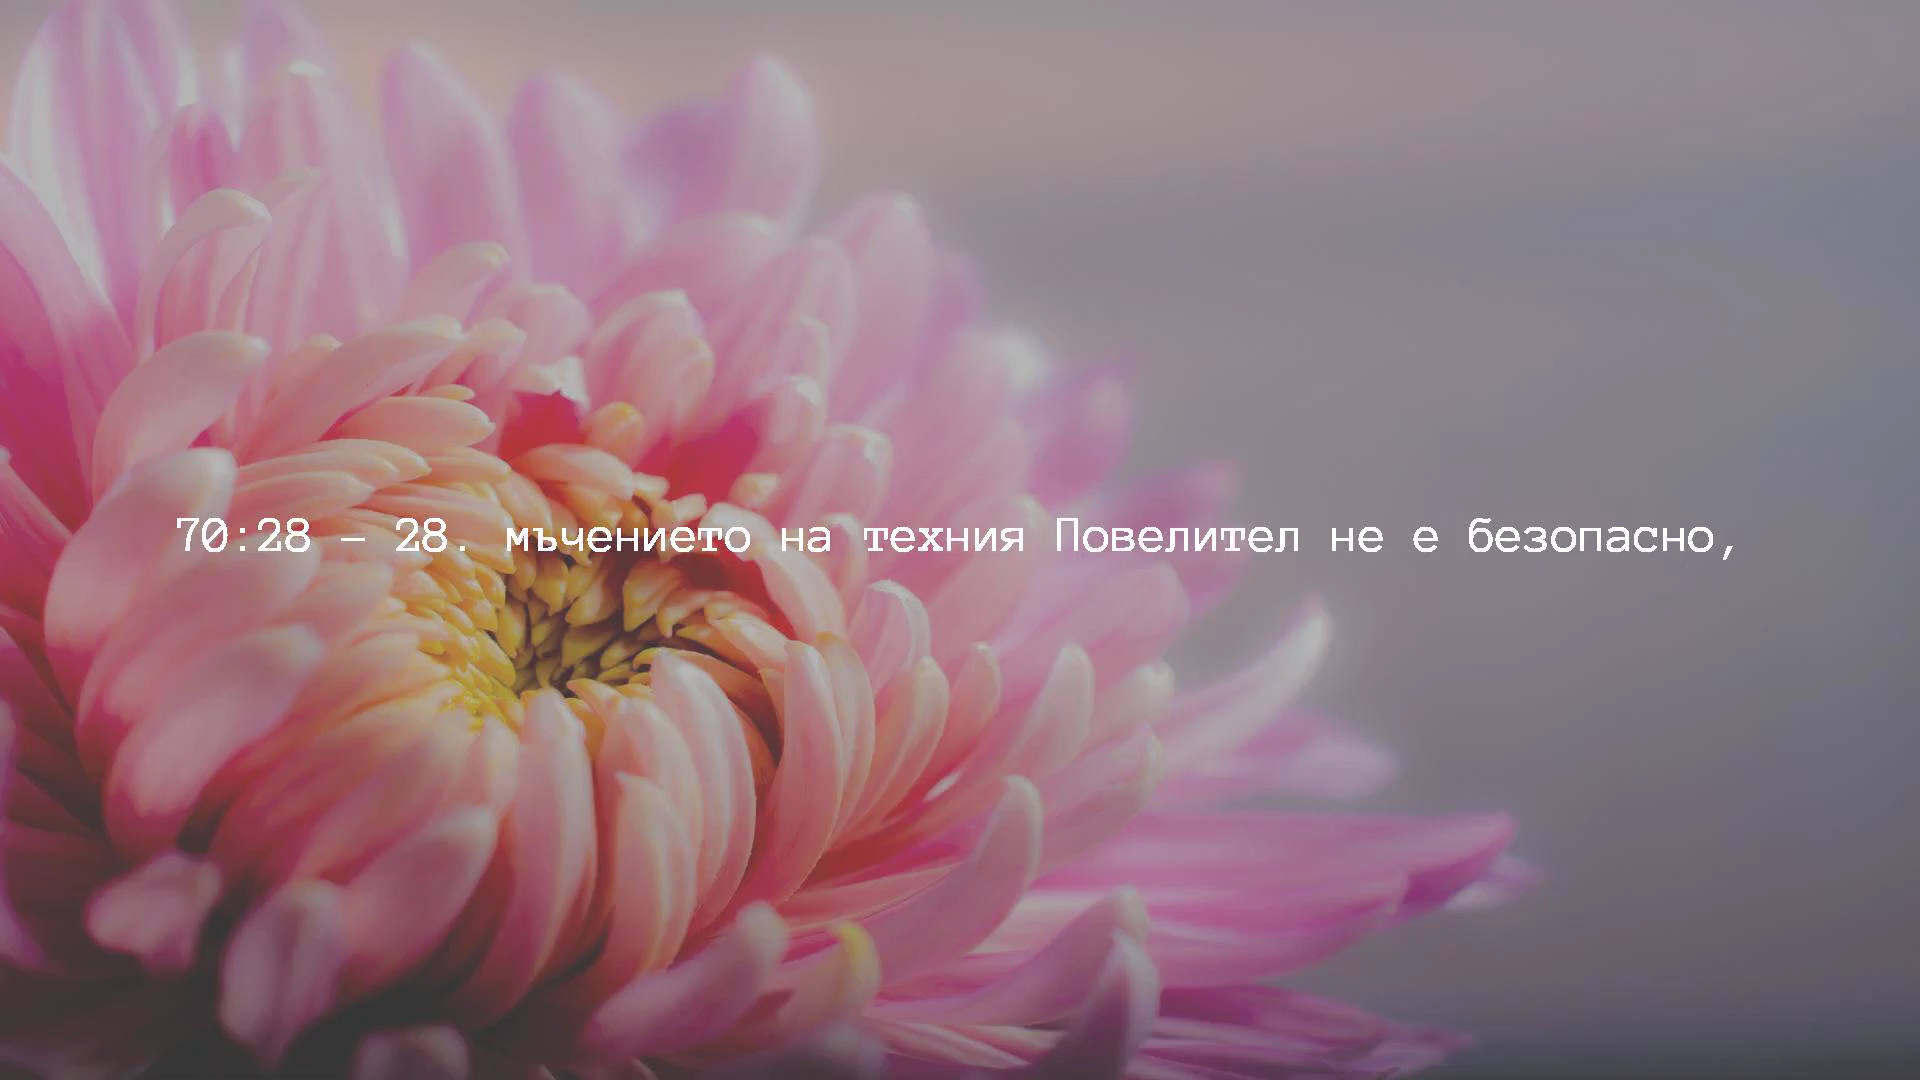 70:28 – 28. мъчението на техния Повелител не е безопасно,